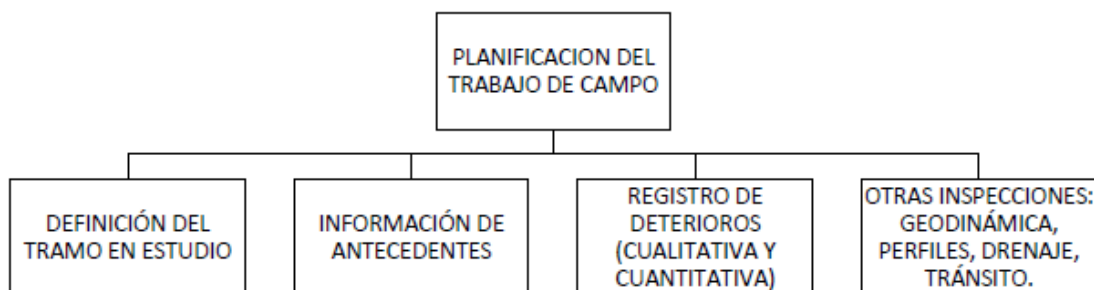 PLANIFICACION DEL
TRABAJO DE CAMPO
DEFINICIÓN DEL
TRAMO EN ESTUDIO
INFORMACIÓN DE
ANTECEDENTES
REGISTRO DE
DETERIOROS
(CUALITATIVA Y
CUANTITATIVA)
OTRAS INSPECCIONES:
GEODINÁMICA,
PERFILES, DRENAJE,
TRÁNSITO.